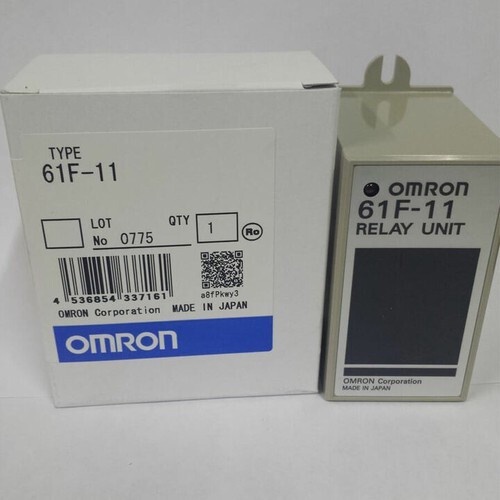 TYPE
61F-11
LOT
No 0775
QTY
1
Ro
4 536854 337161
a8fPkwy3
OMRON Corporation MADE IN JAPAN
OMRON
OMRON
61F-11
RELAY UNIT
OMRON Corporation
MADE IN JAPAN